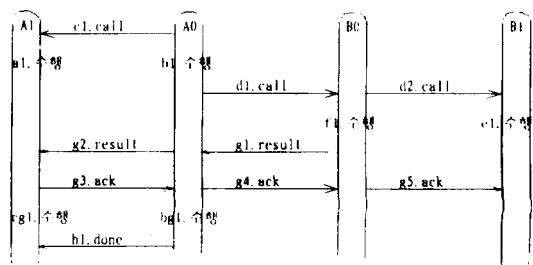 A1 A0 B0 B1
c1.call
a1.수행 b1.수행
d1.call d2.call
f1.수행 e1.수행
g2.result g1.result
g3.ack g4.ack g5.ack
cg1.수행 bg1.수행
h1.done